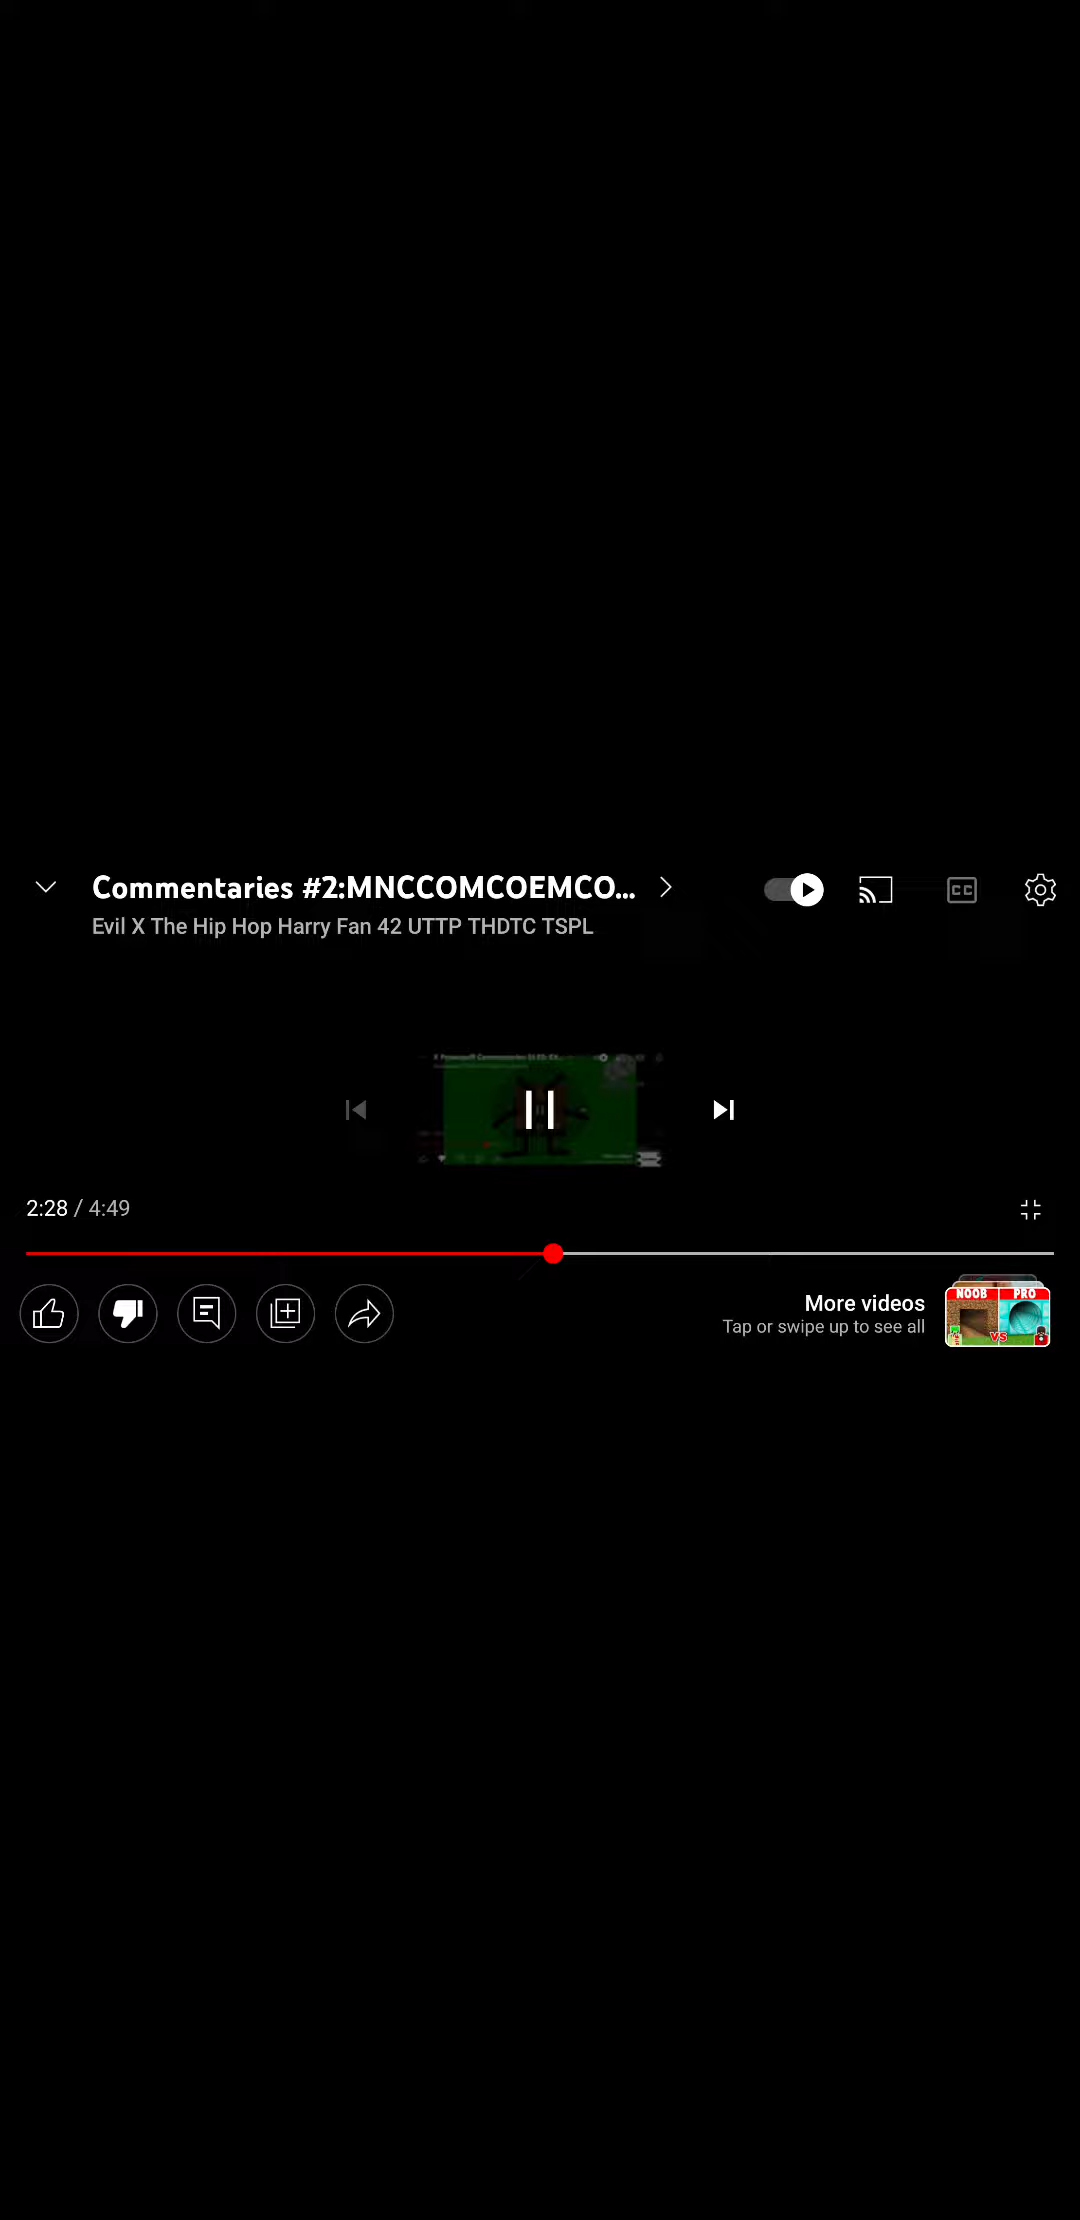 Commentaries #2:MNCCOMCOEMCO...
Evil X The Hip Hop Harry Fan 42 UTTP THDTC TSPL
CC
2:28 / 4:49
More videos
Tap or swipe up to see all
NOOB PRO
VS